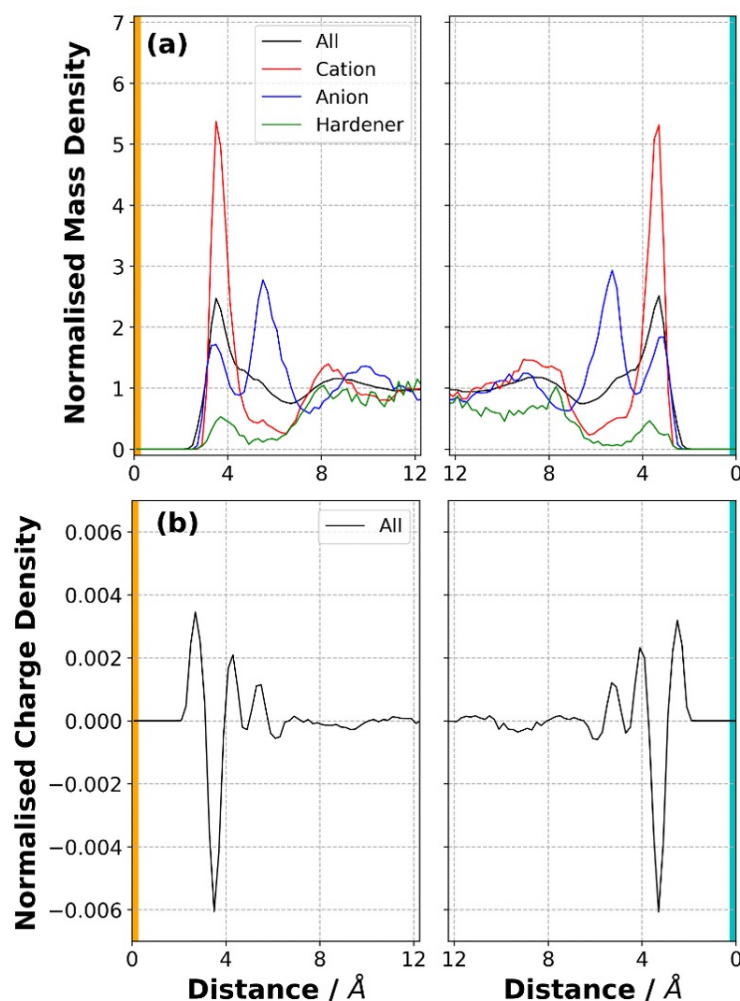 (a)
All
Cation
Anion
Hardener
Normalised Mass Density
7
6
5
4
3
2
1
0
0 4 8 12
12 8 4 0
(b)
All
Normalised Charge Density
0.006
0.004
0.002
0.000
−0.002
−0.004
−0.006
0 4 8 12
12 8 4 0
Distance / Å
Distance / Å